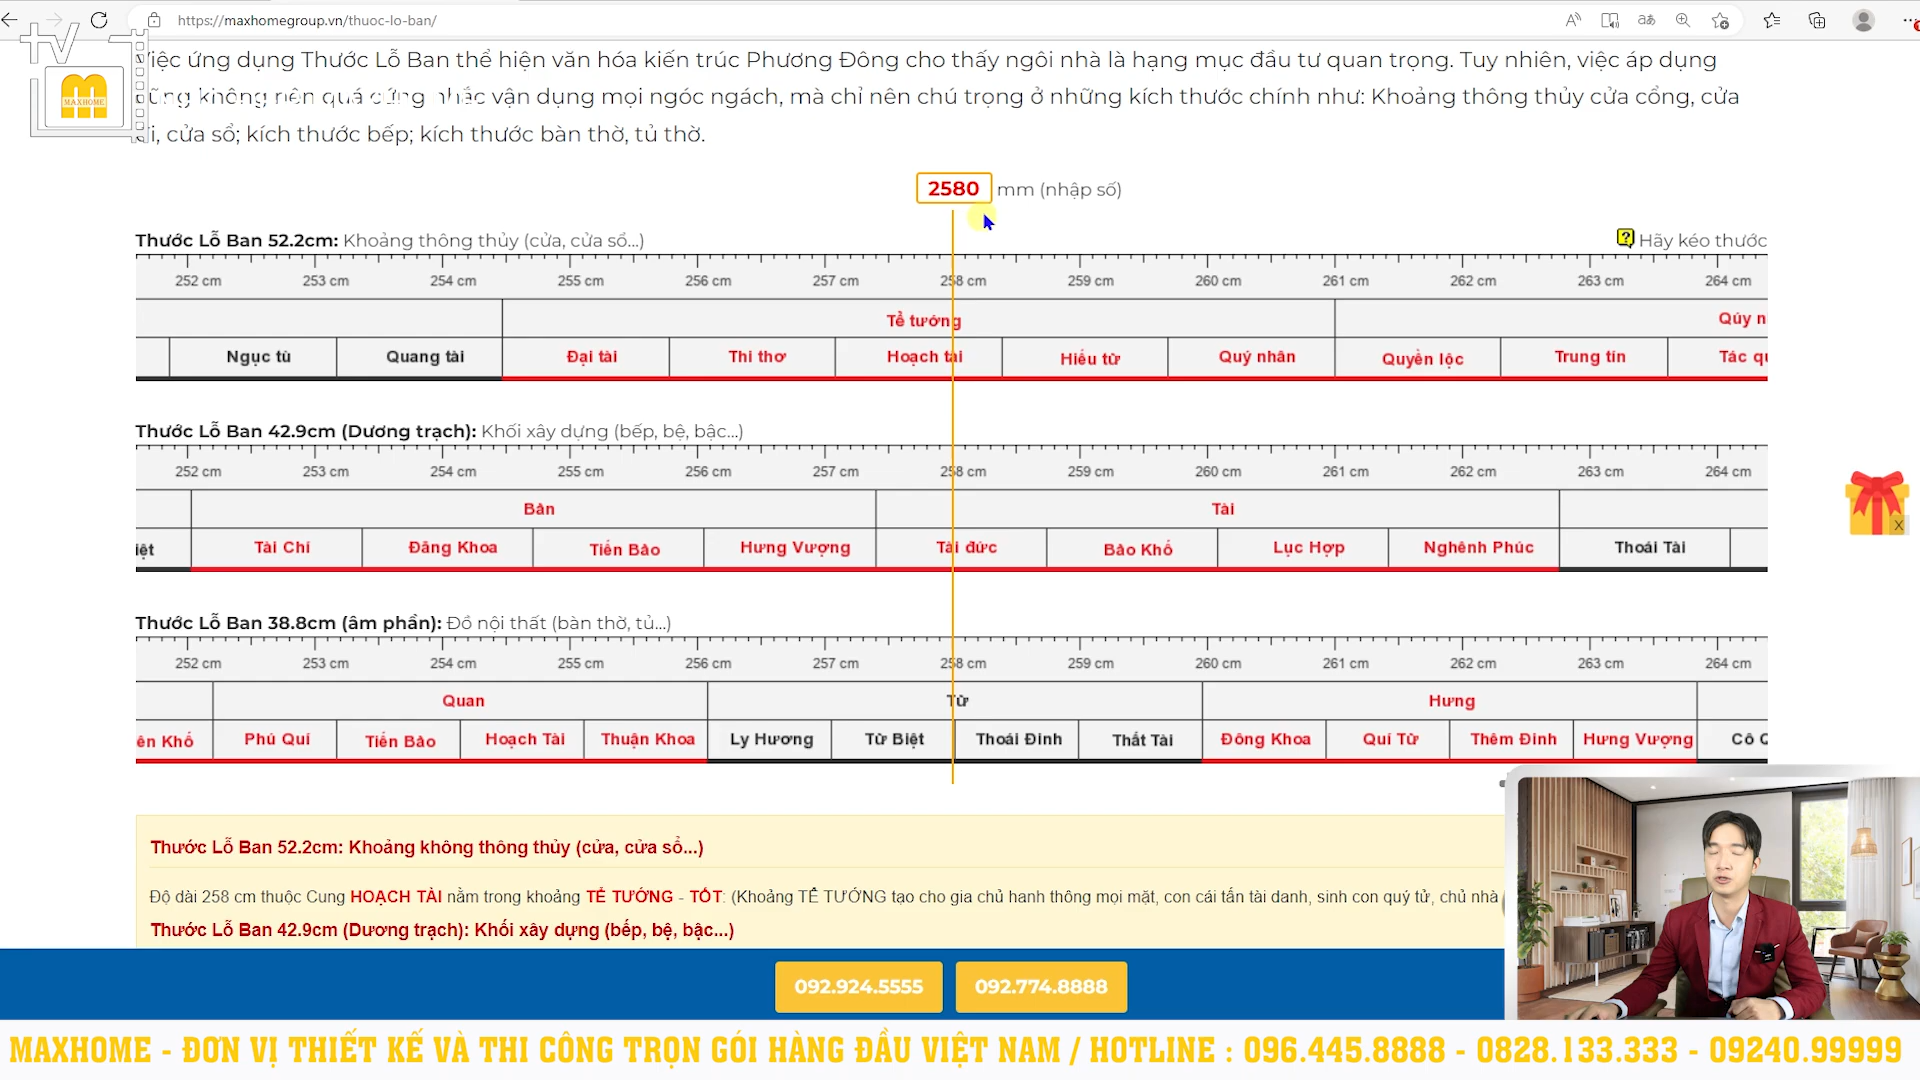 https://maxhomegroup.vn/thuoc-lo-ban/
tv
MAXHOME
iệc ứng dụng Thước Lỗ Ban thể hiện văn hóa kiến trúc Phương Đông cho thấy ngôi nhà là hạng mục đầu tư quan trọng. Tuy nhiên, việc áp dụng
không nên quá cứng nhắc vận dụng mọi ngóc ngách, mà chỉ nên chú trọng ở những kích thước chính như: Khoảng thông thủy cửa cổng, cửa
cửa sổ; kích thước bếp; kích thước bàn thờ, tủ thờ.
2580 mm (nhập số)
Thước Lỗ Ban 52.2cm: Khoảng thông thủy (cửa, cửa sổ...)
Hãy kéo thước
252 cm 253 cm 254 cm 255 cm 256 cm 257 cm 258 cm 259 cm 260 cm 261 cm 262 cm 263 cm 264 cm
Tể tướng Qúy n
Ngục tù Quang tài Đại tài Thi thơ Hoạch tài Hiếu tử Quý nhân Quyền lộc Trung tín Tác qu
Thước Lỗ Ban 42.9cm (Dương trạch): Khối xây dựng (bếp, bệ, bậc...)
252 cm 253 cm 254 cm 255 cm 256 cm 257 cm 258 cm 259 cm 260 cm 261 cm 262 cm 263 cm 264 cm
Bản Tài
iệt Tài Chí Đăng Khoa Tiến Bảo Hưng Vượng Tài đức Bảo Khố Lục Hợp Nghênh Phúc Thoái Tài
Thước Lỗ Ban 38.8cm (âm phần): Đồ nội thất (bàn thờ, tủ...)
252 cm 253 cm 254 cm 255 cm 256 cm 257 cm 258 cm 259 cm 260 cm 261 cm 262 cm 263 cm 264 cm
Quan Tử Hưng
ên Khố Phú Quí Tiến Bảo Hoạch Tài Thuận Khoa Ly Hương Tử Biệt Thoái Đinh Thất Tài Đông Khoa Quí Tử Thêm Đinh Hưng Vượng Cô Q
X
Thước Lỗ Ban 52.2cm: Khoảng không thông thủy (cửa, cửa sổ...)
Độ dài 258 cm thuộc Cung HOẠCH TÀI nằm trong khoảng TỂ TƯỚNG - TỐT: (Khoảng TỂ TƯỚNG tạo cho gia chủ hanh thông mọi mặt, con cái tấn tài danh, sinh con quý tử, chủ nhà
Thước Lỗ Ban 42.9cm (Dương trạch): Khối xây dựng (bếp, bệ, bậc...)
092.924.5555 092.774.8888
MAXHOME - ĐƠN VỊ THIẾT KẾ VÀ THI CÔNG TRỌN GÓI HÀNG ĐẦU VIỆT NAM / HOTLINE : 096.445.8888 - 0828.133.333 - 09240.99999